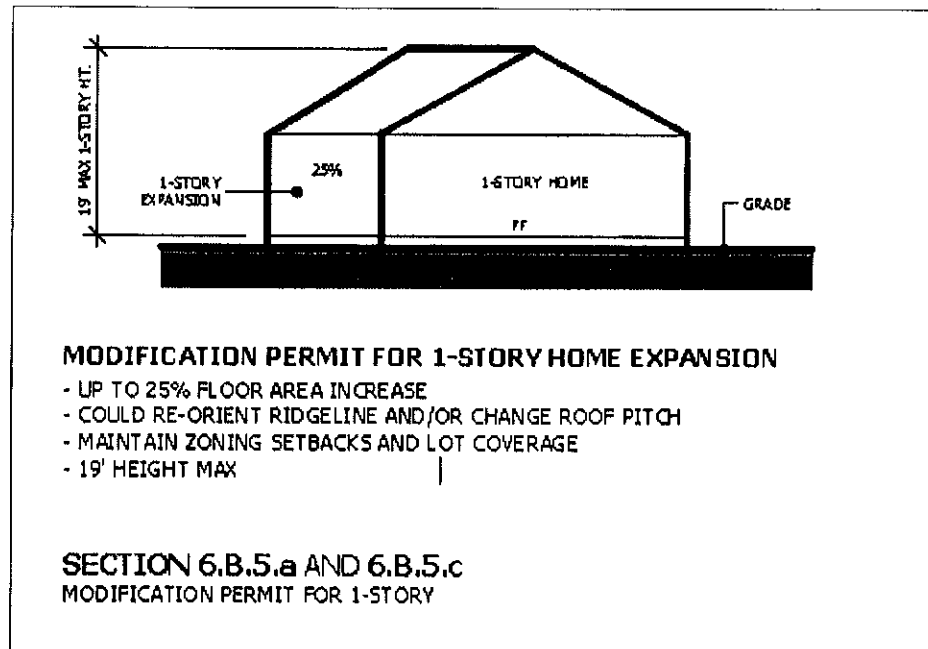 19' MAX 1-STORY HT.
25%
1-STORY
EXPANSION
1-STORY HOME
FF
GRADE
MODIFICATION PERMIT FOR 1-STORY HOME EXPANSION
- UP TO 25% FLOOR AREA INCREASE
- COULD RE-ORIENT RIDGELINE AND/OR CHANGE ROOF PITCH
- MAINTAIN ZONING SETBACKS AND LOT COVERAGE
- 19' HEIGHT MAX
SECTION 6.B.5.a AND 6.B.5.c
MODIFICATION PERMIT FOR 1-STORY